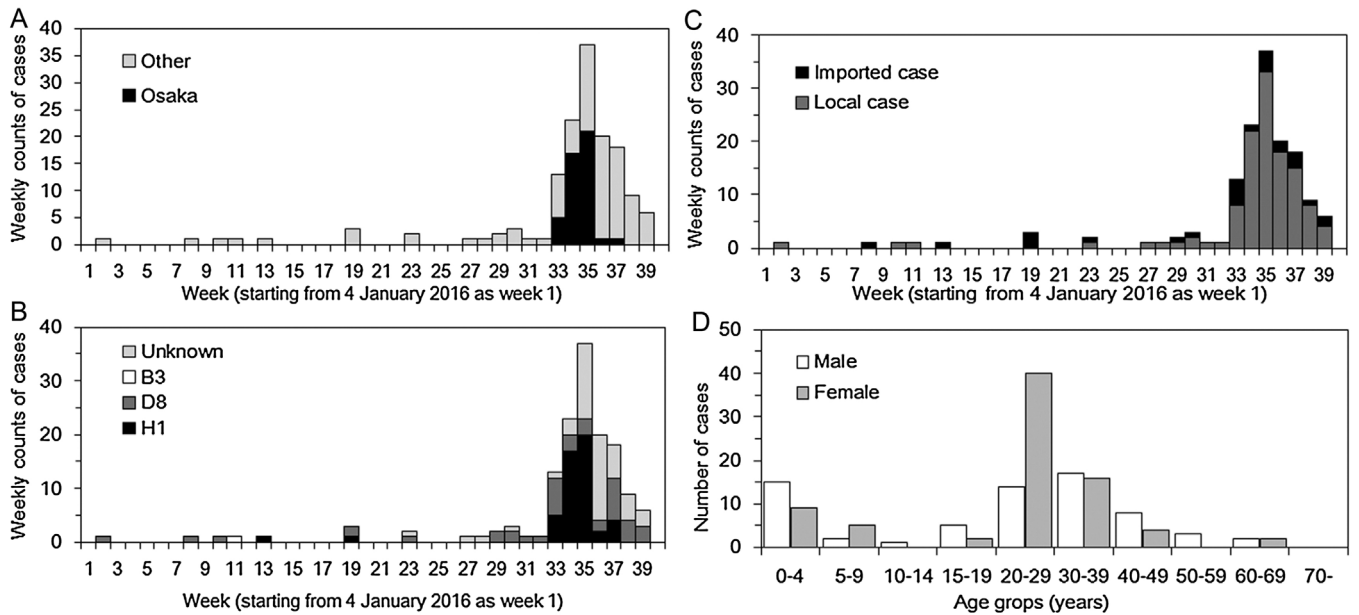 A
Weekly counts of cases
40
35
30
25
20
15
10
5
0
Other
Osaka
1 3 5 7 9 11 13 15 17 19 21 23 25 27 29 31 33 35 37 39
Week (starting from 4 January 2016 as week 1)
B
Weekly counts of cases
40
30
20
10
0
Unknown
B3
D8
H1
1 3 5 7 9 11 13 15 17 19 21 23 25 27 29 31 33 35 37 39
Week (starting from 4 January 2016 as week 1)
C
Weekly counts of cases
40
30
20
10
0
Imported case
Local case
1 3 5 7 9 11 13 15 17 19 21 23 25 27 29 31 33 35 37 39
Week (starting from 4 January 2016 as week 1)
D
Number of cases
50
40
30
20
10
0
Male
Female
0-4 5-9 10-14 15-19 20-29 30-39 40-49 50-59 60-69 70-
Age grops (years)